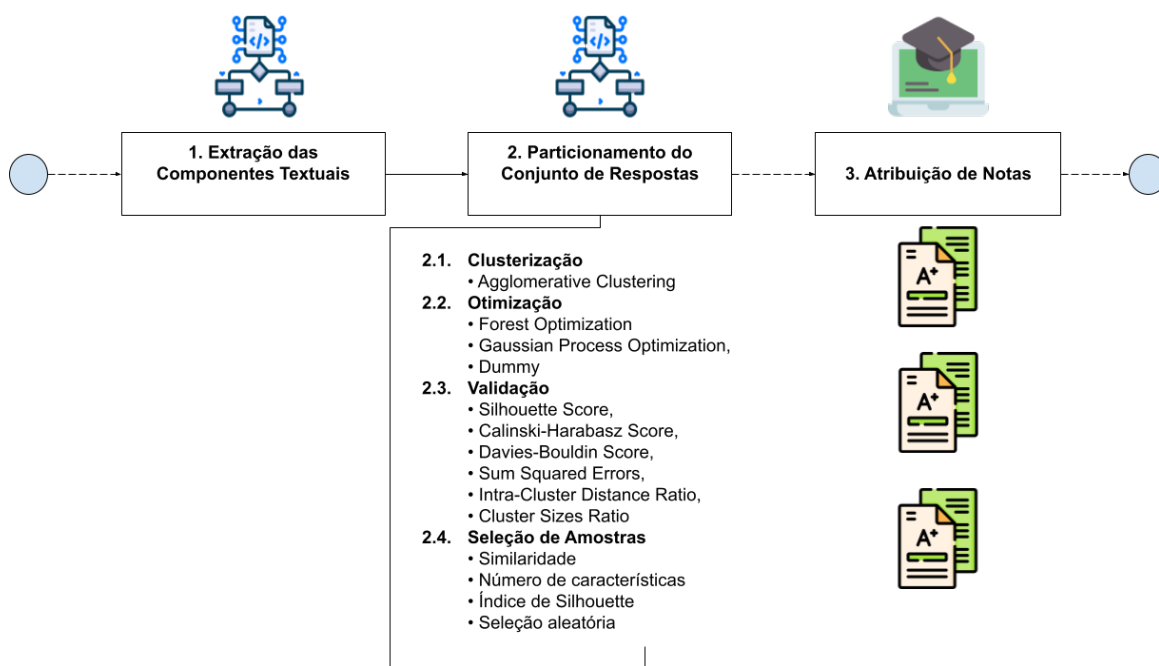 </>
</>
1. Extração das
Componentes Textuais
2. Particionamento do
Conjunto de Respostas
3. Atribuição de Notas
2.1. Clusterização
• Agglomerative Clustering
2.2. Otimização
• Forest Optimization
• Gaussian Process Optimization,
• Dummy
2.3. Validação
• Silhouette Score,
• Calinski-Harabasz Score,
• Davies-Bouldin Score,
• Sum Squared Errors,
• Intra-Cluster Distance Ratio,
• Cluster Sizes Ratio
2.4. Seleção de Amostras
• Similaridade
• Número de características
• Índice de Silhouette
• Seleção aleatória
A+
A+
A+